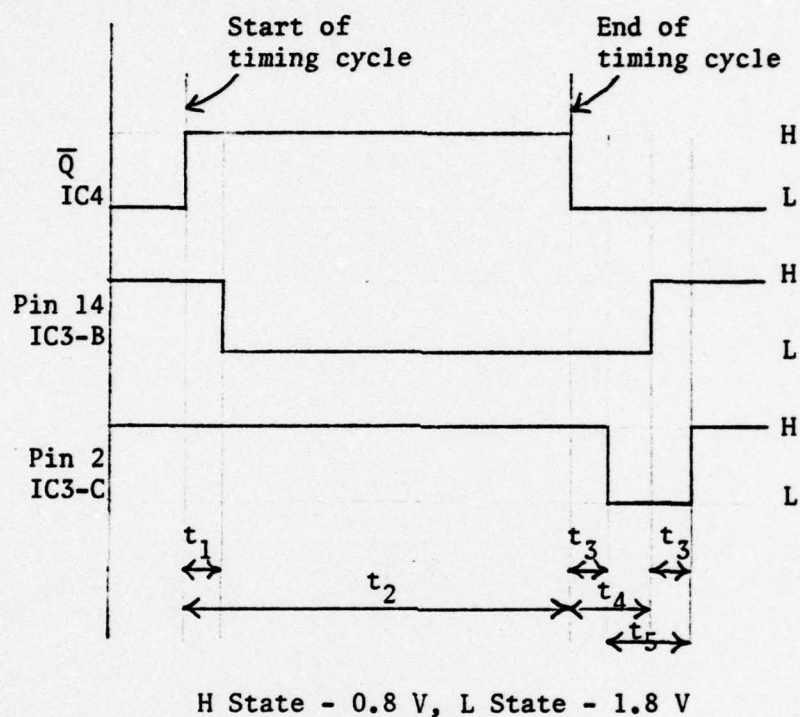 Start of
timing cycle
End of
timing cycle
Q̅
IC4
H
L
Pin 14
IC3-B
H
L
Pin 2
IC3-C
H
L
t1
t2
t3
t3
t4
t5
H State - 0.8 V, L State - 1.8 V